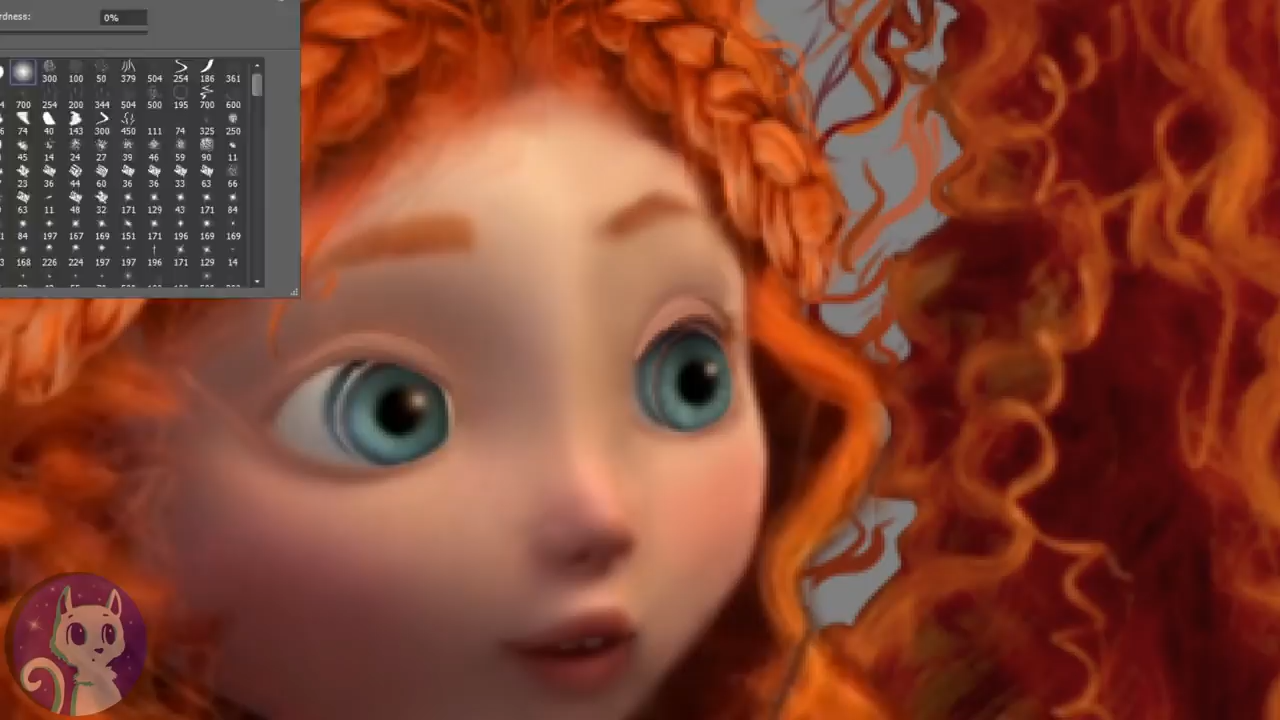 rdness: 0%
300 100 50 379 504 254 186 361
4 700 254 200 344 504 500 195 700 600
6 74 40 143 300 450 111 74 325 250
45 14 24 27 39 46 59 90 11
23 36 44 60 36 36 33 63 66
63 11 48 32 171 129 43 171 84
1 84 197 167 169 151 171 196 169 169
3 168 226 224 197 197 196 171 129 14